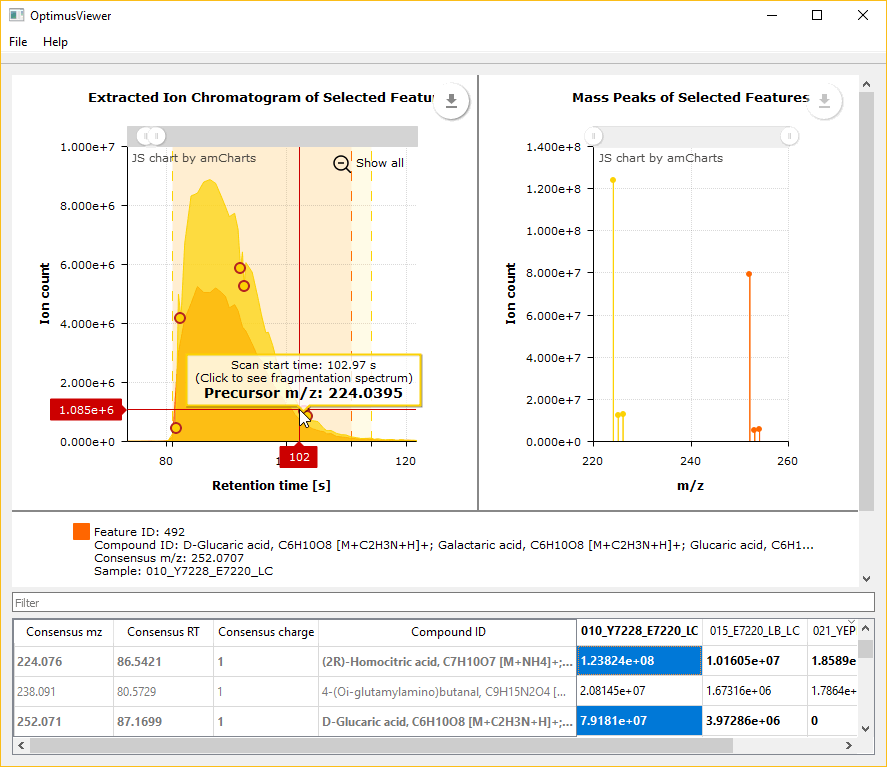 OptimusViewer
File Help
Extracted Ion Chromatogram of Selected
JS chart by amCharts
Show all
1.000e+7
8.000e+6
6.000e+6
4.000e+6
2.000e+6
0.000e+0
Ion count
1.085e+6
Scan start time: 102.97 s
(Click to see fragmentation spectrum)
Precursor m/z: 224.0395
80
102
120
Retention time [s]
Mass Peaks of Selected Features
JS chart by amCharts
1.400e+8
1.200e+8
1.000e+8
8.000e+7
6.000e+7
4.000e+7
2.000e+7
0.000e+0
Ion count
220 240 260
m/z
Feature ID: 492
Compound ID: D-Glucaric acid, C6H10O8 [M+C2H3N+H]+; Galactaric acid, C6H10O8 [M+C2H3N+H]+; Glucaric acid, C6H1...
Consensus m/z: 252.0707
Sample: 010_Y7228_E7220_LC
Filter
Consensus mz Consensus RT Consensus charge Compound ID 010_Y7228_E7220_LC 015_E7220_LB_LC 021_YEP
224.076 86.5421 1 (2R)-Homocitric acid, C7H10O7 [M+NH4]+;... 1.23824e+08 1.01605e+07 1.8589e
238.091 80.5729 1 4-(Oi-glutamylamino)butanal, C9H15N2O4 [... 2.08145e+07 1.67316e+06 1.7864e+
252.071 87.1699 1 D-Glucaric acid, C6H10O8 [M+C2H3N+H]+;... 7.9181e+07 3.97286e+06 0